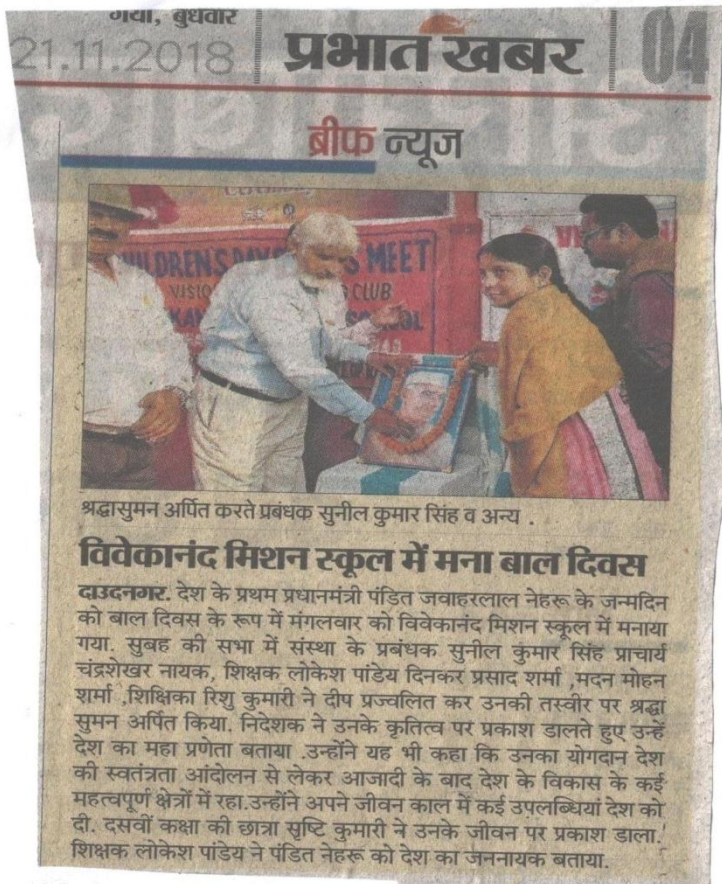 गया, बुधवार
21.11.2018
प्रभात खबर
04
ब्रीफ न्यूज
CHILDREN'S DAY MEET
CLUB
श्रद्धासुमन अर्पित करते प्रबंधक सुनील कुमार सिंह व अन्य .
विवेकानंद मिशन स्कूल में मना बाल दिवस
दाउदनगर. देश के प्रथम प्रधानमंत्री पंडित जवाहरलाल नेहरू के जन्मदिन
को बाल दिवस के रूप में मंगलवार को विवेकानंद मिशन स्कूल में मनाया
गया. सुबह की सभा में संस्था के प्रबंधक सुनील कुमार सिंह प्राचार्य
चंद्रशेखर नायक, शिक्षक लोकेश पांडेय दिनकर प्रसाद शर्मा ,मदन मोहन
शर्मा ,शिक्षिका रिशु कुमारी ने दीप प्रज्वलित कर उनकी तस्वीर पर श्रद्धा
सुमन अर्पित किया. निदेशक ने उनके कृतित्व पर प्रकाश डालते हुए उन्हें
देश का महा प्रणेता बताया .उन्होंने यह भी कहा कि उनका योगदान देश
की स्वतंत्रता आंदोलन से लेकर आजादी के बाद देश के विकास के कई
महत्वपूर्ण क्षेत्रों में रहा.उन्होंने अपने जीवन काल में कई उपलब्धियां देश को
दी. दसवीं कक्षा की छात्रा सृष्टि कुमारी ने उनके जीवन पर प्रकाश डाला.
शिक्षक लोकेश पांडेय ने पंडित नेहरू को देश का जननायक बताया.